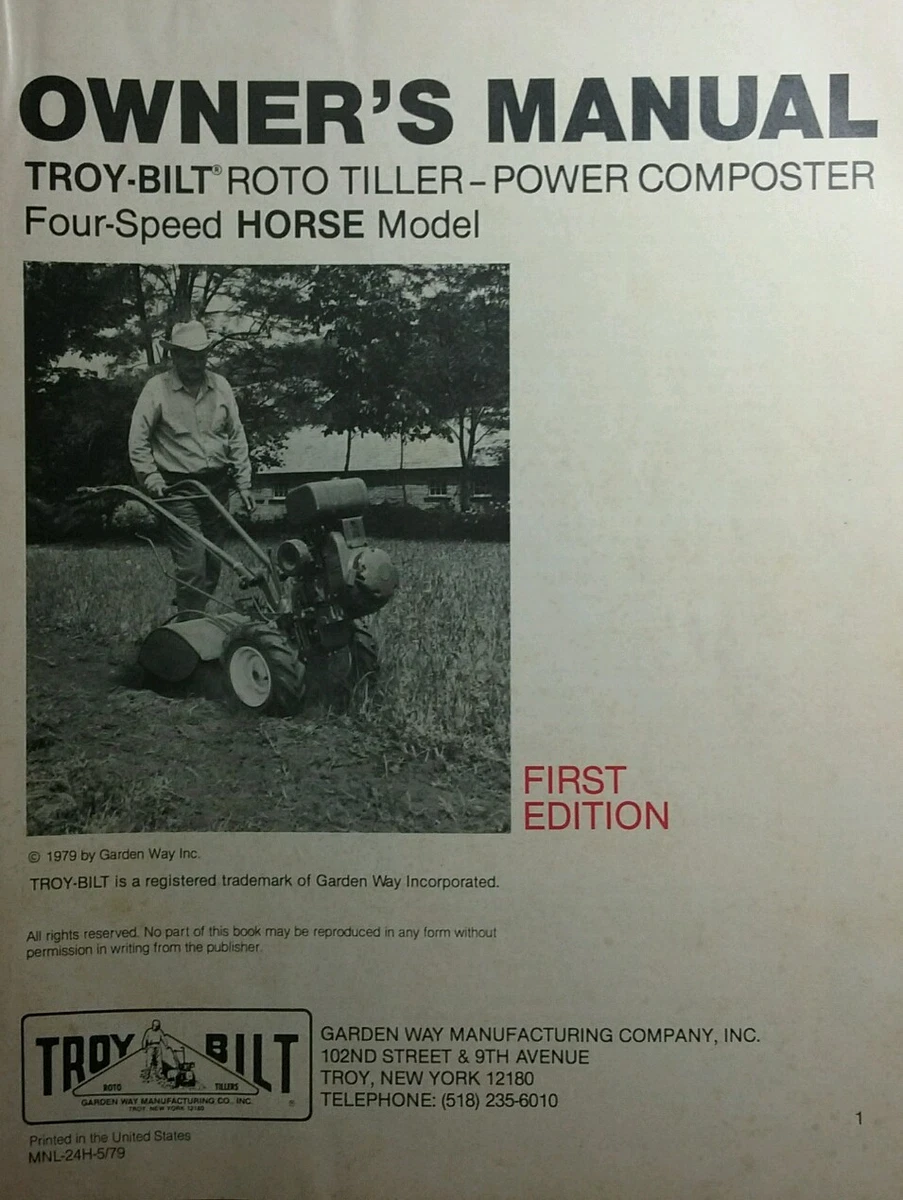 OWNER'S MANUAL
TROY-BILT® ROTO TILLER – POWER COMPOSTER
Four-Speed HORSE Model
FIRST
EDITION
© 1979 by Garden Way Inc.
TROY-BILT is a registered trademark of Garden Way Incorporated.
All rights reserved. No part of this book may be reproduced in any form without
permission in writing from the publisher.
TROY BILT
ROTO TILLERS
GARDEN WAY MANUFACTURING CO., INC.
TROY NEW YORK 12180
®
GARDEN WAY MANUFACTURING COMPANY, INC.
102ND STREET & 9TH AVENUE
TROY, NEW YORK 12180
TELEPHONE: (518) 235-6010
1
Printed in the United States
MNL-24H-5/79